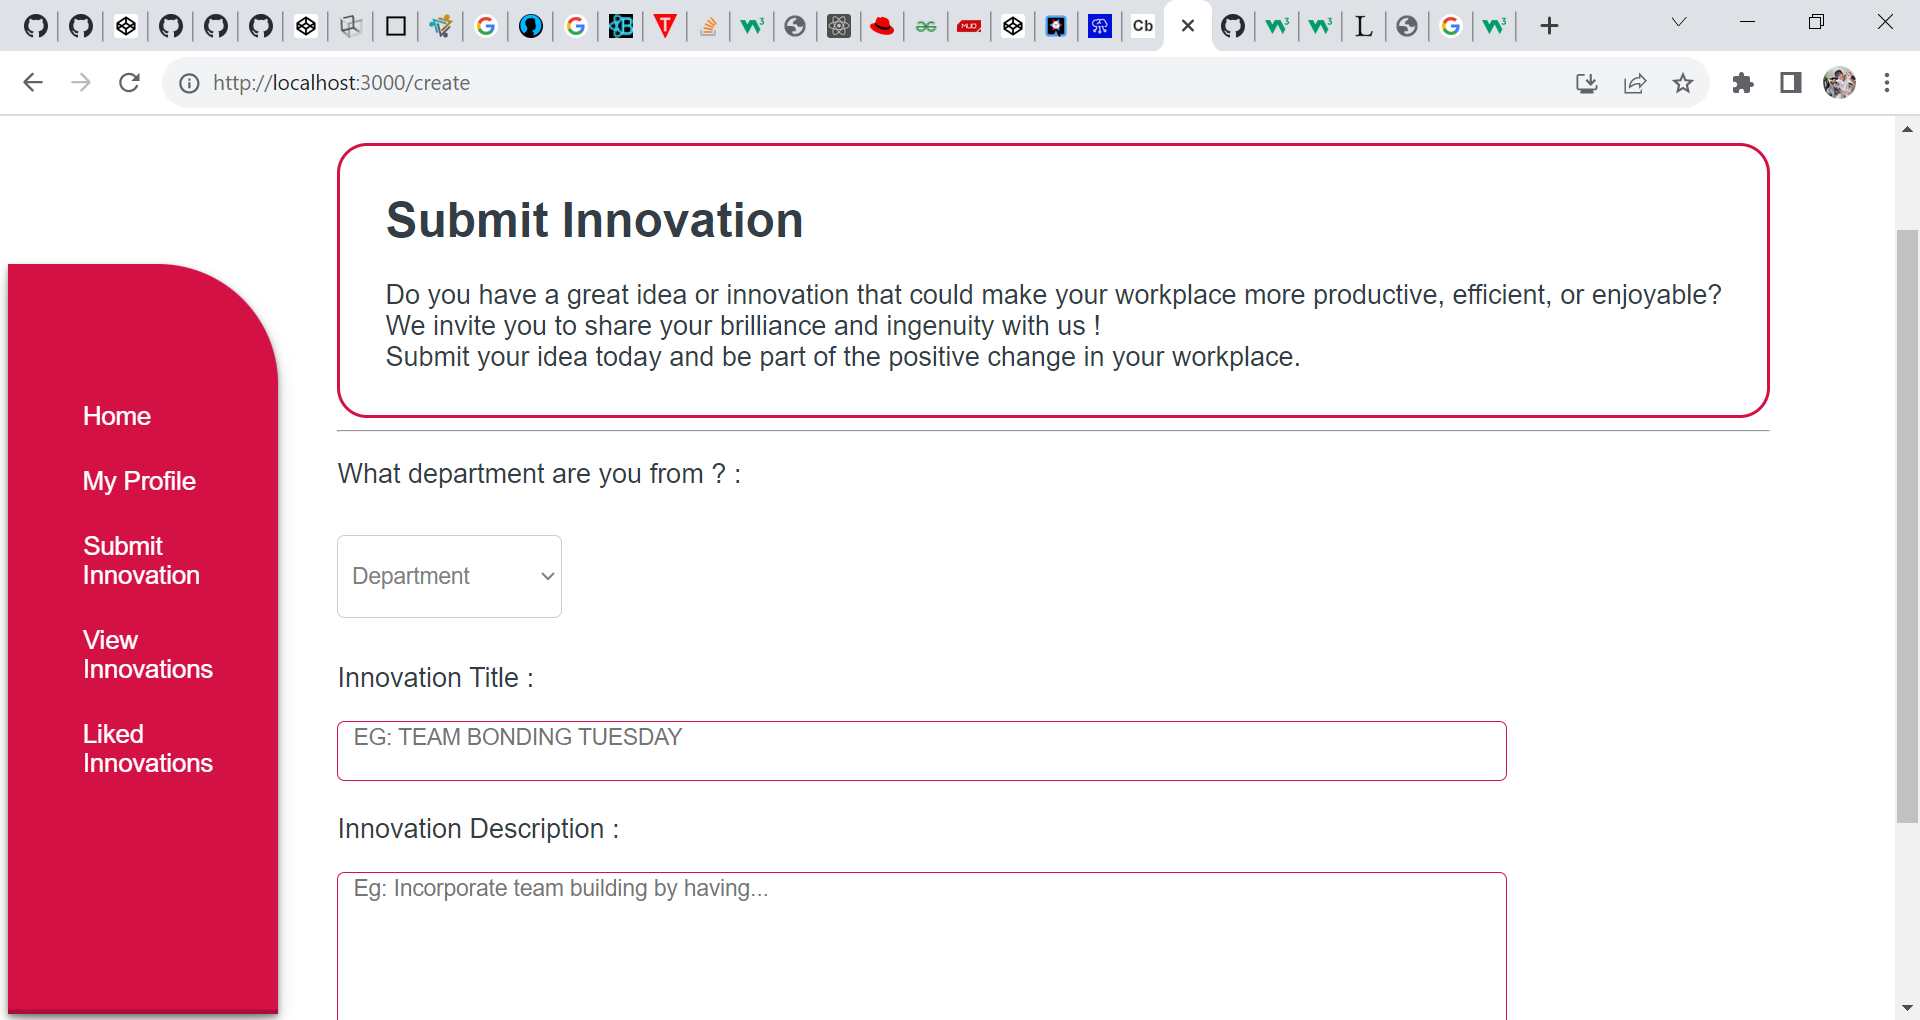 Cb
http://localhost:3000/create
Submit Innovation
Do you have a great idea or innovation that could make your workplace more productive, efficient, or enjoyable?
We invite you to share your brilliance and ingenuity with us !
Submit your idea today and be part of the positive change in your workplace.
Home
My Profile
Submit
Innovation
View
Innovations
Liked
Innovations
What department are you from ? :
Department
Innovation Title :
EG: TEAM BONDING TUESDAY
Innovation Description :
Eg: Incorporate team building by having...